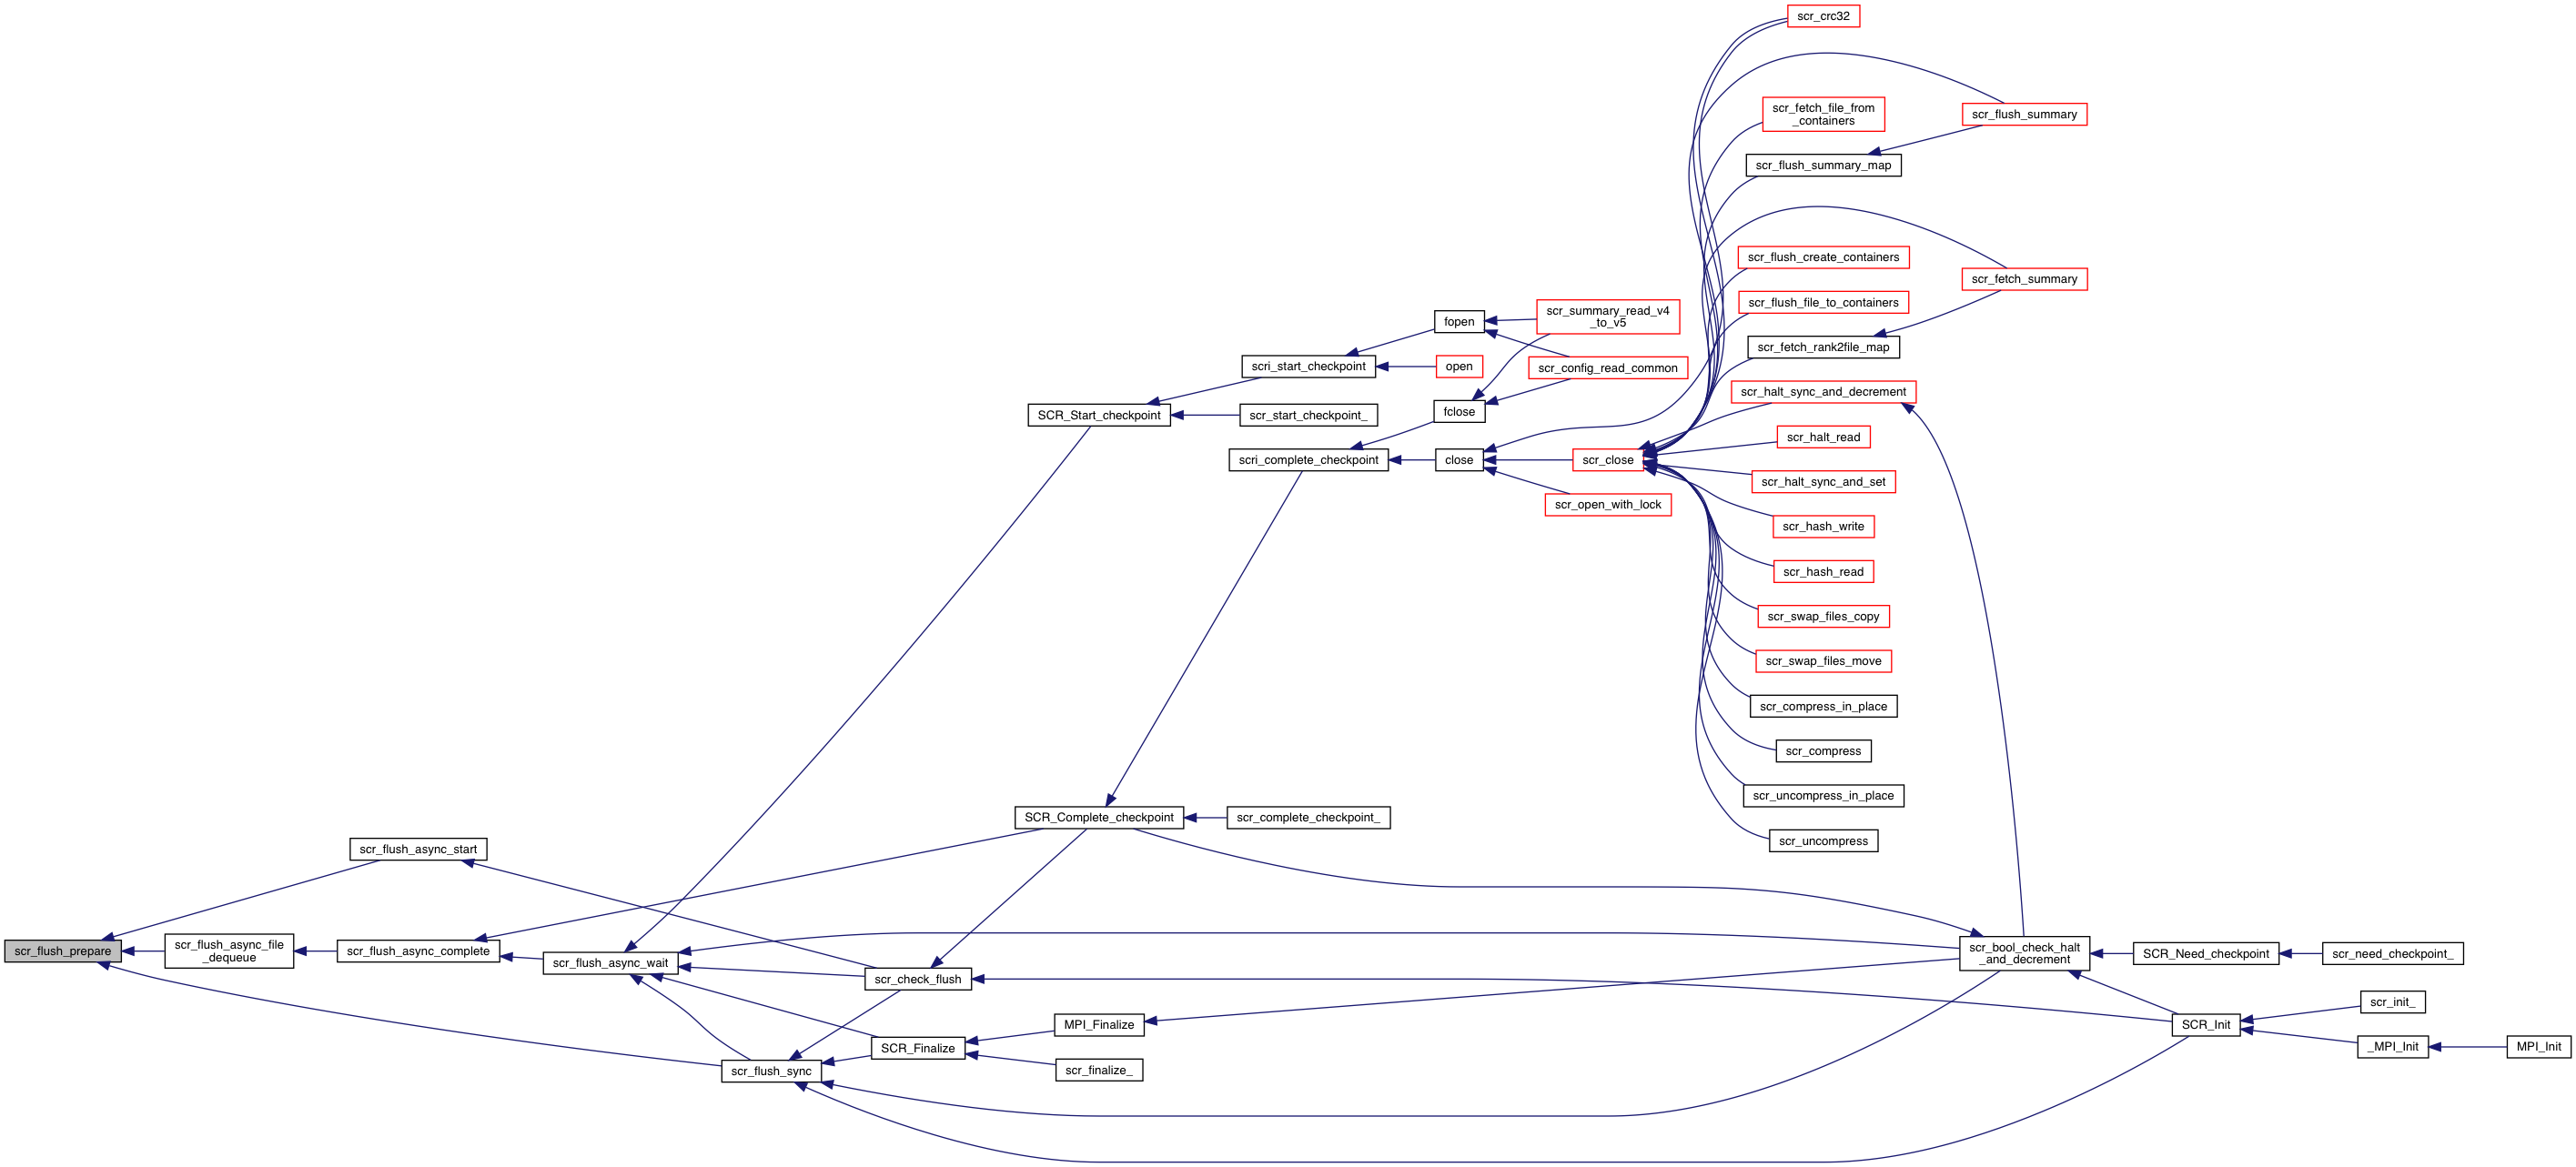 scr_crc32
scr_fetch_file_from
_containers
scr_flush_summary
scr_flush_summary_map
scr_flush_create_containers
scr_fetch_summary
scr_flush_file_to_containers
fopen
scr_summary_read_v4
_to_v5
scr_fetch_rank2file_map
scri_start_checkpoint
open
scr_config_read_common
scr_halt_sync_and_decrement
SCR_Start_checkpoint
scr_start_checkpoint_
fclose
scr_halt_read
scri_complete_checkpoint
close
scr_close
scr_halt_sync_and_set
scr_open_with_lock
scr_hash_write
scr_hash_read
scr_swap_files_copy
scr_swap_files_move
scr_compress_in_place
scr_compress
scr_uncompress_in_place
SCR_Complete_checkpoint
scr_complete_checkpoint_
scr_uncompress
scr_flush_async_start
scr_flush_prepare
scr_flush_async_file
_dequeue
scr_flush_async_complete
scr_flush_async_wait
scr_check_flush
scr_bool_check_halt
_and_decrement
SCR_Need_checkpoint
scr_need_checkpoint_
scr_init_
MPI_Finalize
SCR_Init
SCR_Finalize
_MPI_Init
MPI_Init
scr_flush_sync
scr_finalize_